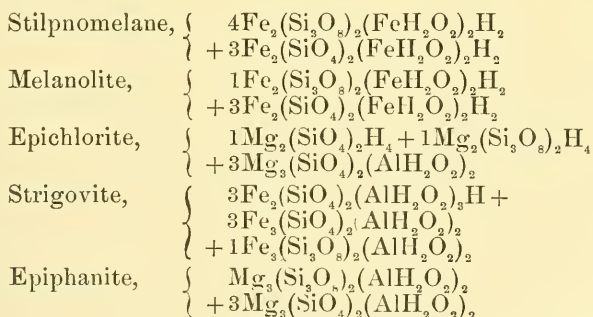 Stilpnomelane, { 4Fe₂(Si₃O₈)₂(FeH₂O₂)₂H₂
+3Fe₂(SiO₄)₂(FeH₂O₂)₂H₂
Melanolite, { 1Fe₂(Si₃O₈)₂(FeH₂O₂)₂H₂
+3Fe₂(SiO₄)₂(FeH₂O₂)₂H₂
Epichlorite, { 1Mg₂(SiO₄)₂H₄+1Mg₂(Si₃O₈)₂H₄
+3Mg₃(SiO₄)₂(AlH₂O₂)₂
Strigovite, { 3Fe₂(SiO₄)₂(AlH₂O₂)₃H+
3Fe₃(SiO₄)₂(AlH₂O₂)₂
+1Fe₃(Si₃O₈)₂(AlH₂O₂)₂
Epiphanite, { Mg₃(Si₃O₈)₂(AlH₂O₂)₂
+3Mg₃(SiO₄)₂(AlH₂O₂)₂